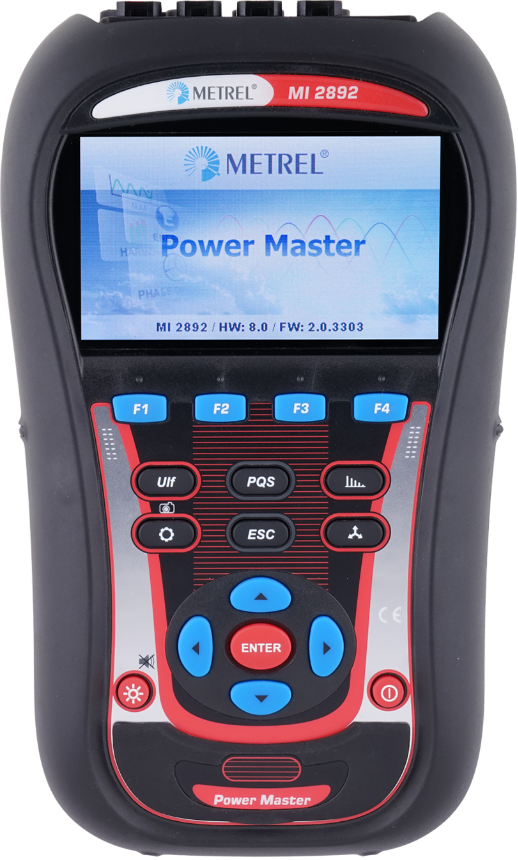 METREL® MI 2892
METREL®
Power Master
MI 2892 / HW: 8.0 / FW: 2.0.3303
F1 F2 F3 F4
UIf PQS
ESC
ENTER
CE
Power Master